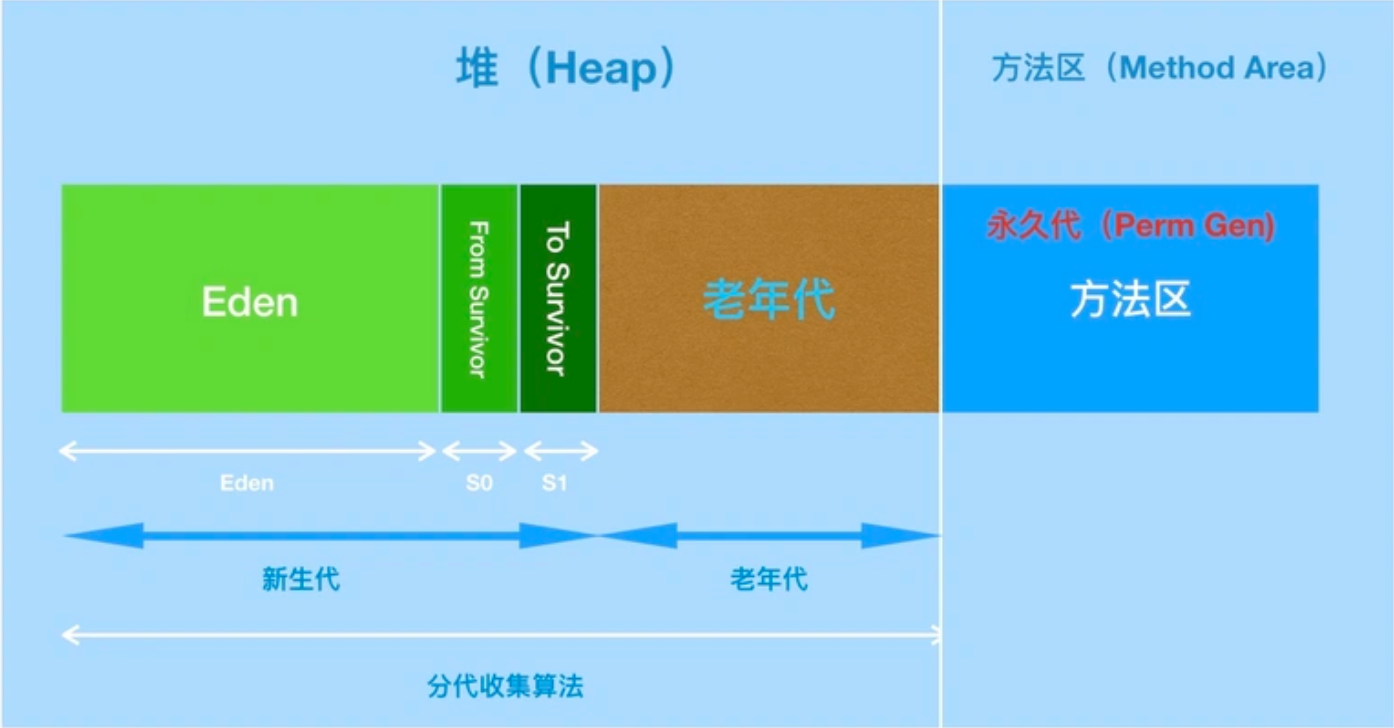 堆（Heap）
方法区（Method Area）
Eden
From Survivor
To Survivor
老年代
永久代（Perm Gen)
方法区
Eden
S0
S1
新生代
老年代
分代收集算法